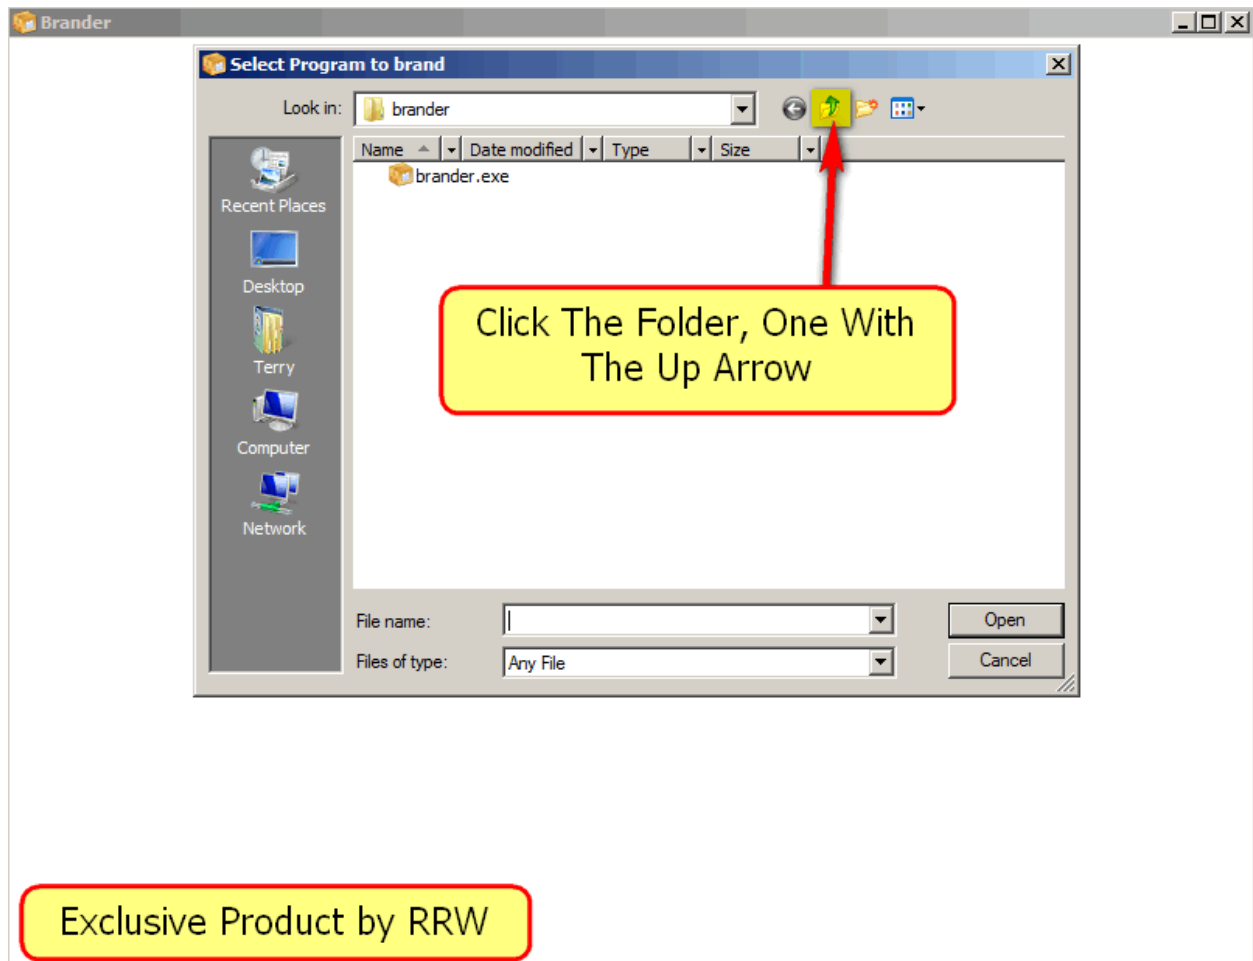 Brander
Select Program to brand
Look in: brander
Name Date modified Type Size
brander.exe
Recent Places
Desktop
Terry
Computer
Network
Click The Folder, One With
The Up Arrow
File name: Open
Files of type: Any File Cancel
Exclusive Product by RRW